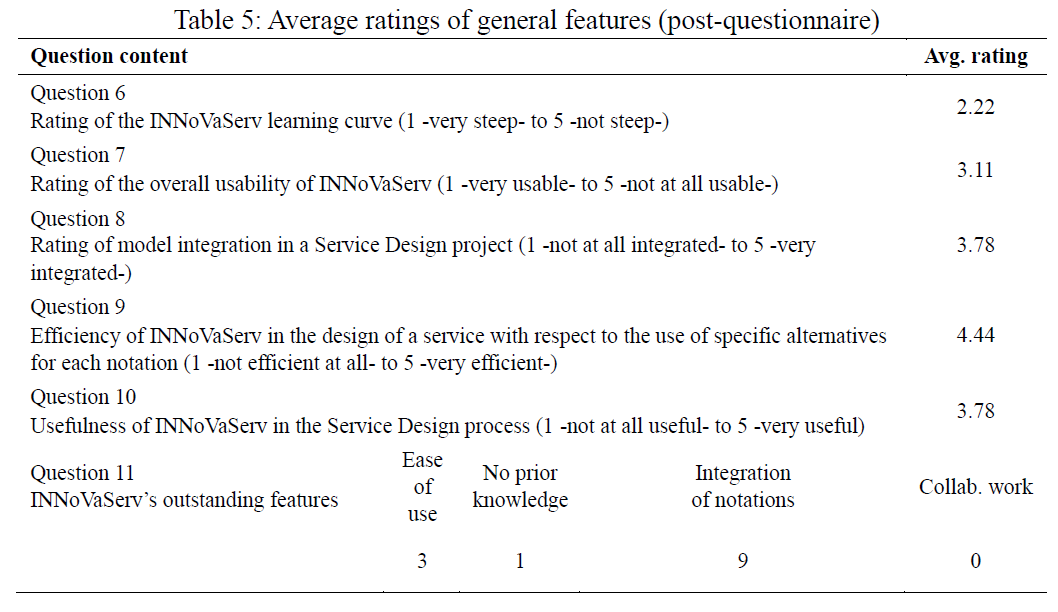 Table 5: Average ratings of general features (post-questionnaire)
Question content Avg. rating
Question 6
Rating of the INNoVaServ learning curve (1 -very steep- to 5 -not steep-) 2.22
Question 7
Rating of the overall usability of INNoVaServ (1 -very usable- to 5 -not at all usable-) 3.11
Question 8
Rating of model integration in a Service Design project (1 -not at all integrated- to 5 -very
integrated-) 3.78
Question 9
Efficiency of INNoVaServ in the design of a service with respect to the use of specific alternatives
for each notation (1 -not efficient at all- to 5 -very efficient-) 4.44
Question 10
Usefulness of INNoVaServ in the Service Design process (1 -not at all useful- to 5 -very useful) 3.78
Question 11
INNoVaServ's outstanding features
Ease
of
use
No prior
knowledge
Integration
of notations
Collab. work
3 1 9 0